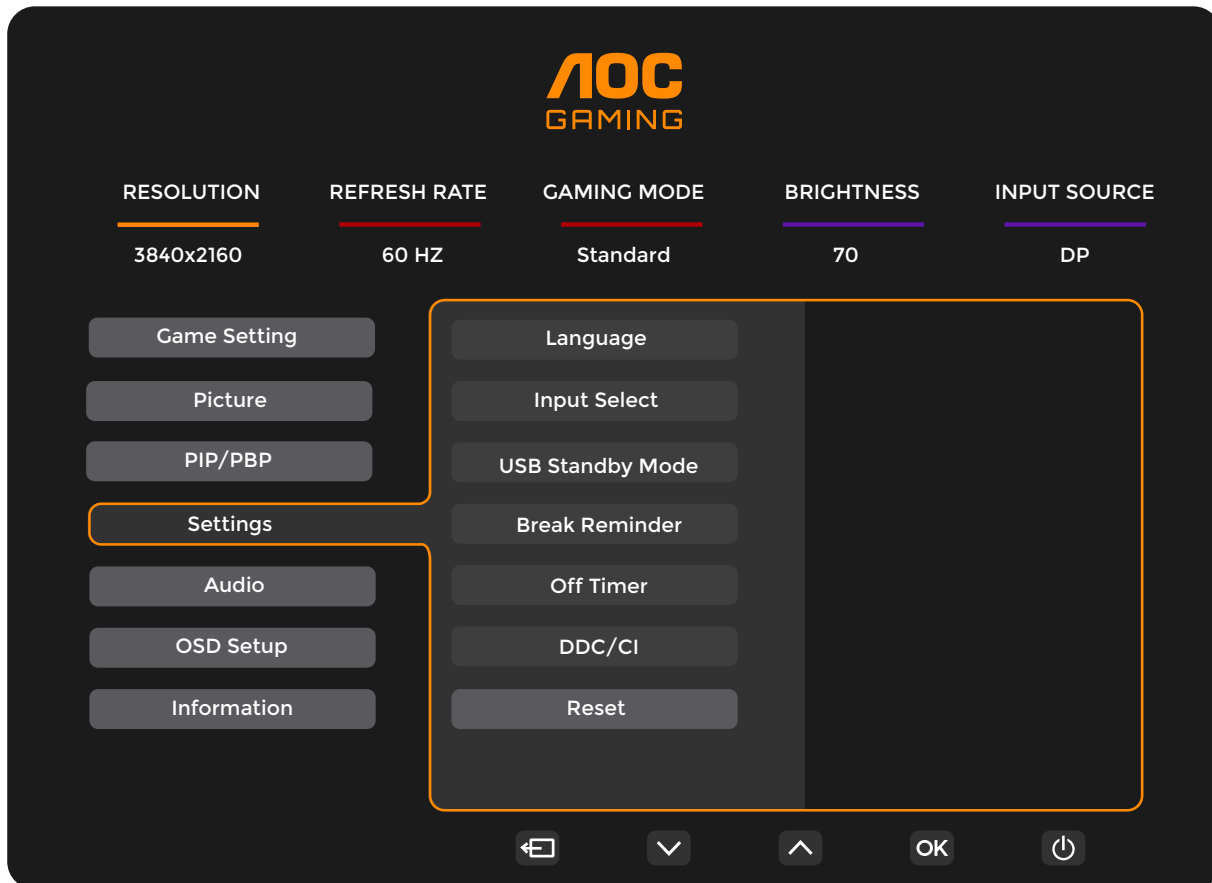 AOC
GAMING
RESOLUTION REFRESH RATE GAMING MODE BRIGHTNESS INPUT SOURCE
3840x2160 60 HZ Standard 70 DP
Game Setting
Picture
PIP/PBP
Settings
Audio
OSD Setup
Information
Language
Input Select
USB Standby Mode
Break Reminder
Off Timer
DDC/CI
Reset
OK